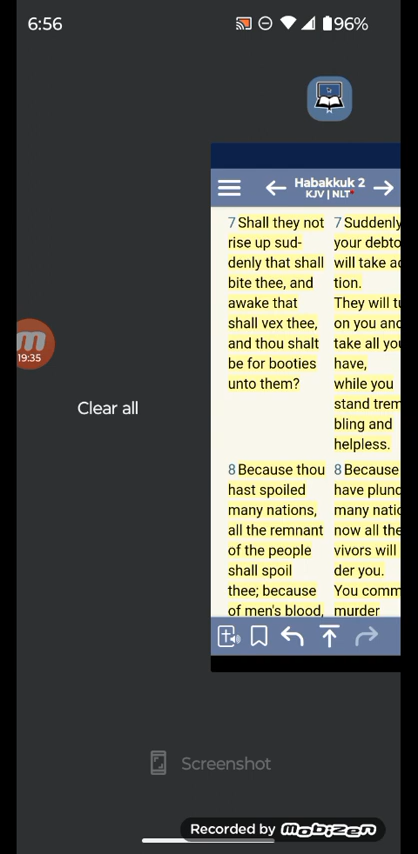 6:56
96%
Habakkuk 2
KJV | NLT*
7 Shall they not
rise up sud-
denly that shall
bite thee, and
awake that
shall vex thee,
and thou shalt
be for booties
unto them?
8 Because thou
hast spoiled
many nations,
all the remnant
of the people
shall spoil
thee; because
of men's blood,
7 Suddenly
your debto
will take ac
tion.
They will tu
on you and
take all you
have,
while you
stand trem
bling and
helpless.
8 Because
have plund
many natio
now all the
vivors will
der you.
You comm
murder
m
19:35
Clear all
Screenshot
Recorded by mobizen